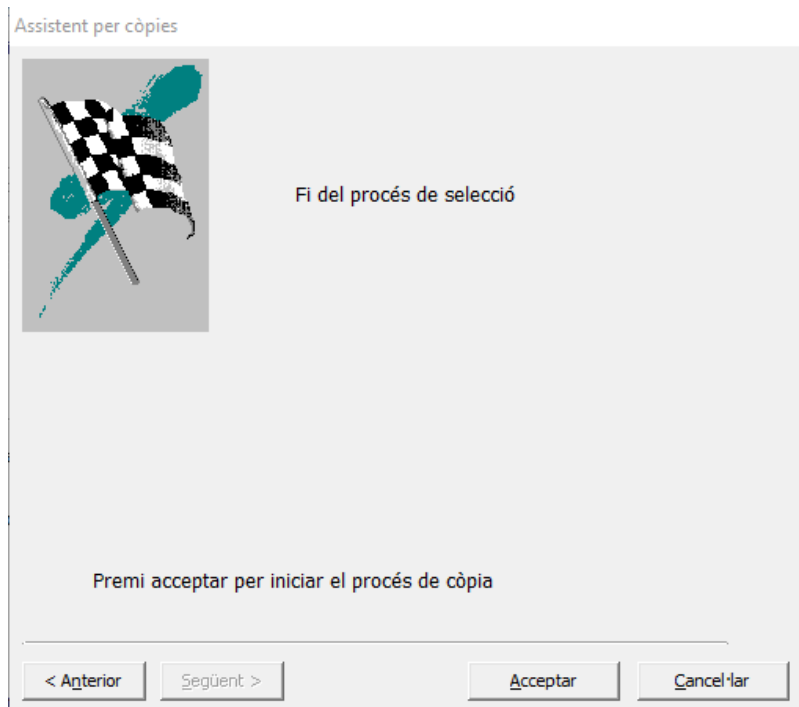 Assistent per còpies
Fi del procés de selecció
Premi acceptar per iniciar el procés de còpia
< Anterior
Següent >
Acceptar
Cancel·lar